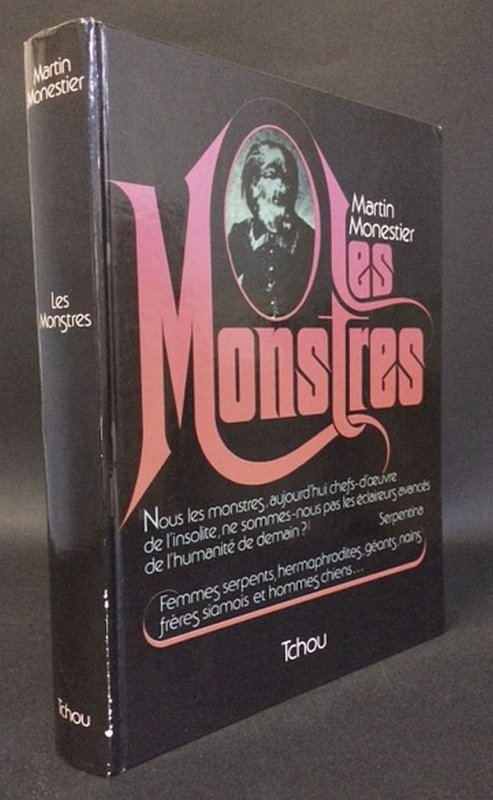 Martin
Monestier
Les
Monstres
Tchou
Martin
Monestier
Les
Monstres
Nous les monstres, aujourd'hui chefs-d'œuvre
de l'insolite, ne sommes-nous pas les éclaireurs avancés
de l'humanité de demain ?
Serpentina
Femmes serpents, hermaphrodites, géants, nains,
frères siamois et hommes chiens...
Tchou